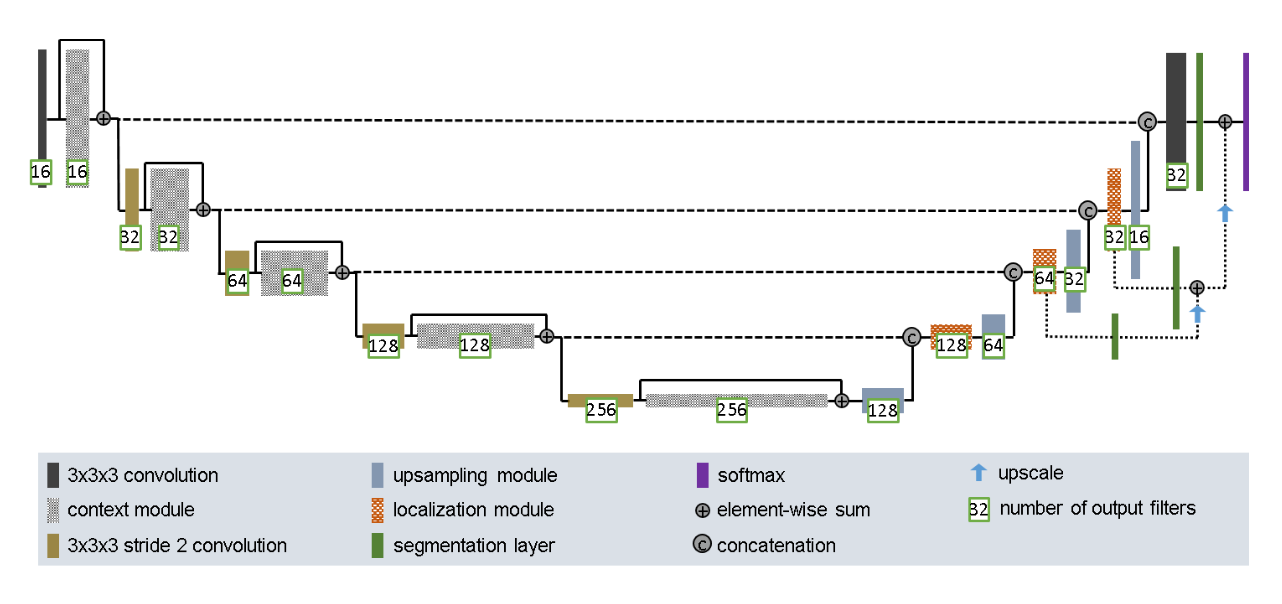 16
16
32
32
32
32
16
64
64
64
32
128
128
128
64
256
256
128
C
C
C
C
3x3x3 convolution
upsampling module
softmax
upscale
context module
localization module
element-wise sum
32 number of output filters
3x3x3 stride 2 convolution
segmentation layer
C concatenation